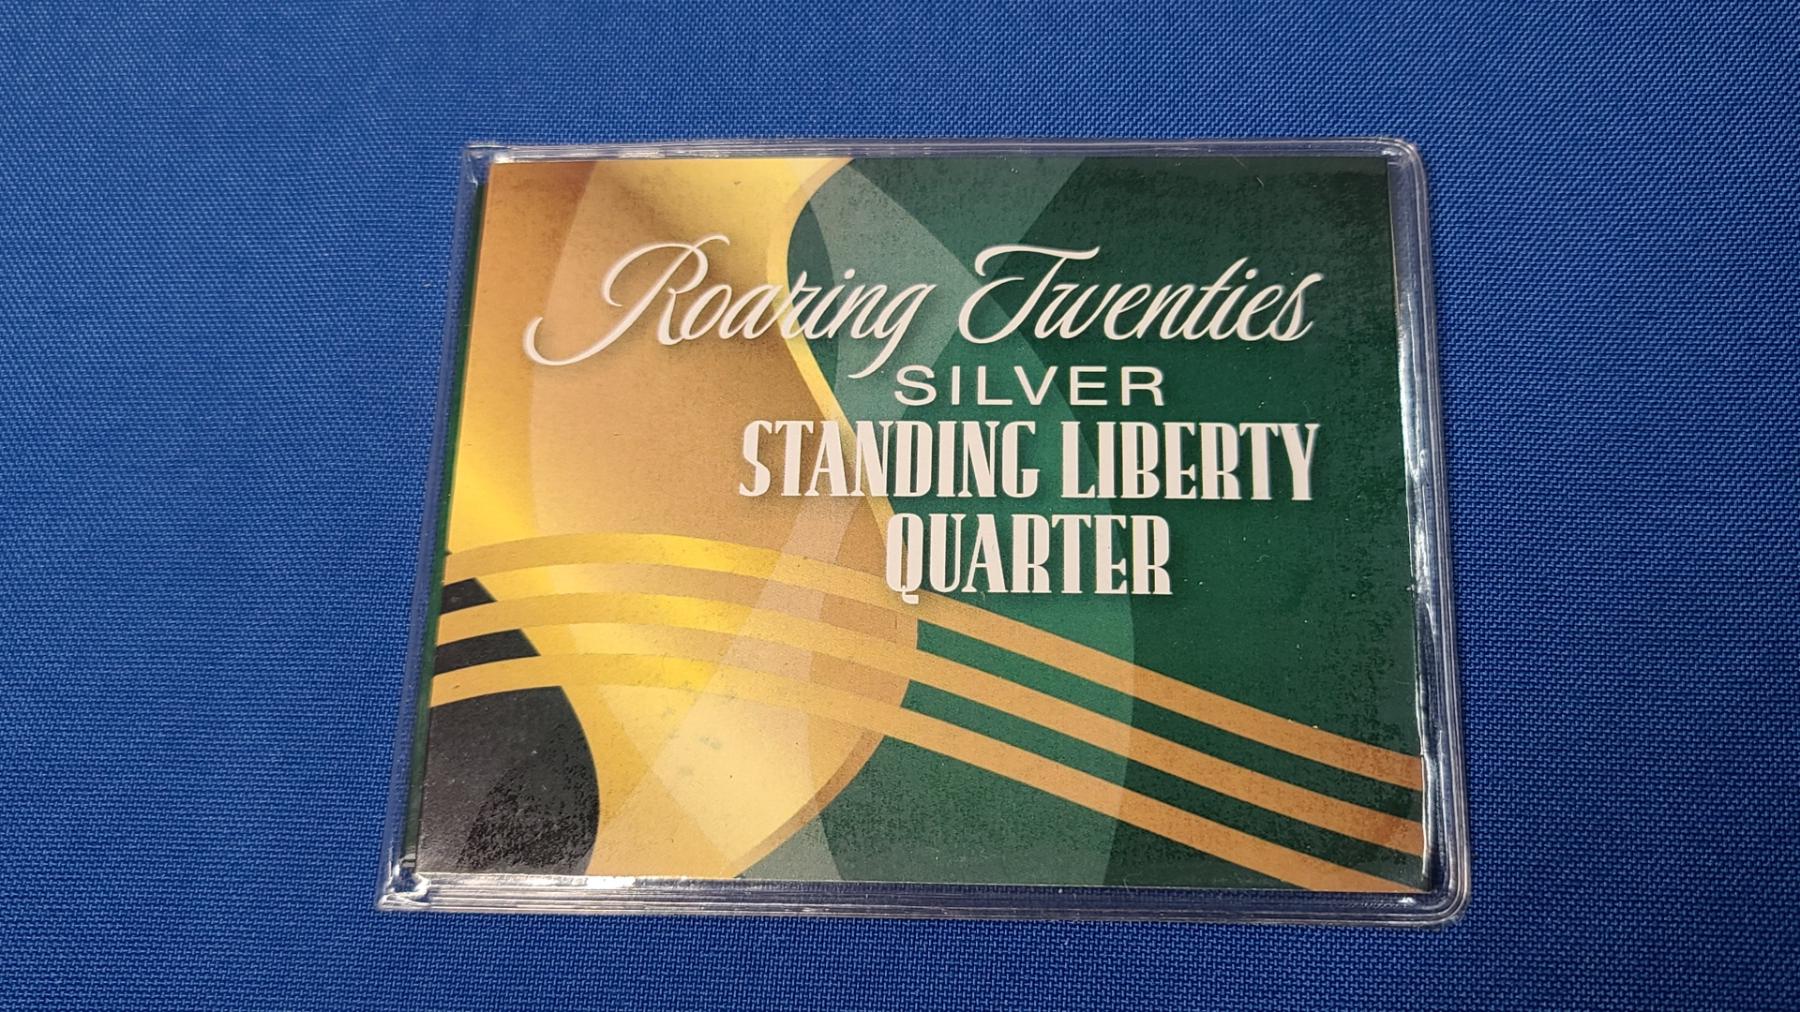 Roaring Twenties
SILVER
STANDING LIBERTY
QUARTER